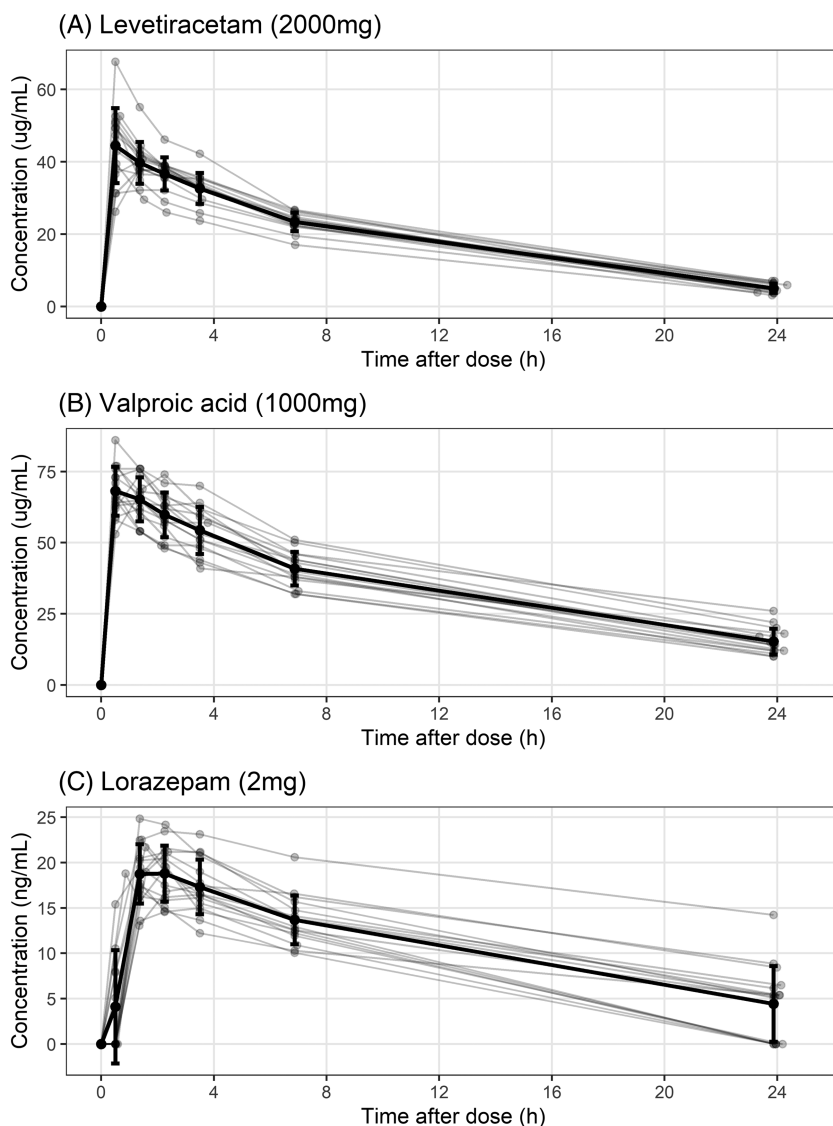 (A) Levetiracetam (2000mg)
Concentration (ug/mL)
60
40
20
0
0 4 8 12 16 20 24
Time after dose (h)
(B) Valproic acid (1000mg)
Concentration (ug/mL)
75
50
25
0
0 4 8 12 16 20 24
Time after dose (h)
(C) Lorazepam (2mg)
Concentration (ng/mL)
25
20
15
10
5
0
0 4 8 12 16 20 24
Time after dose (h)